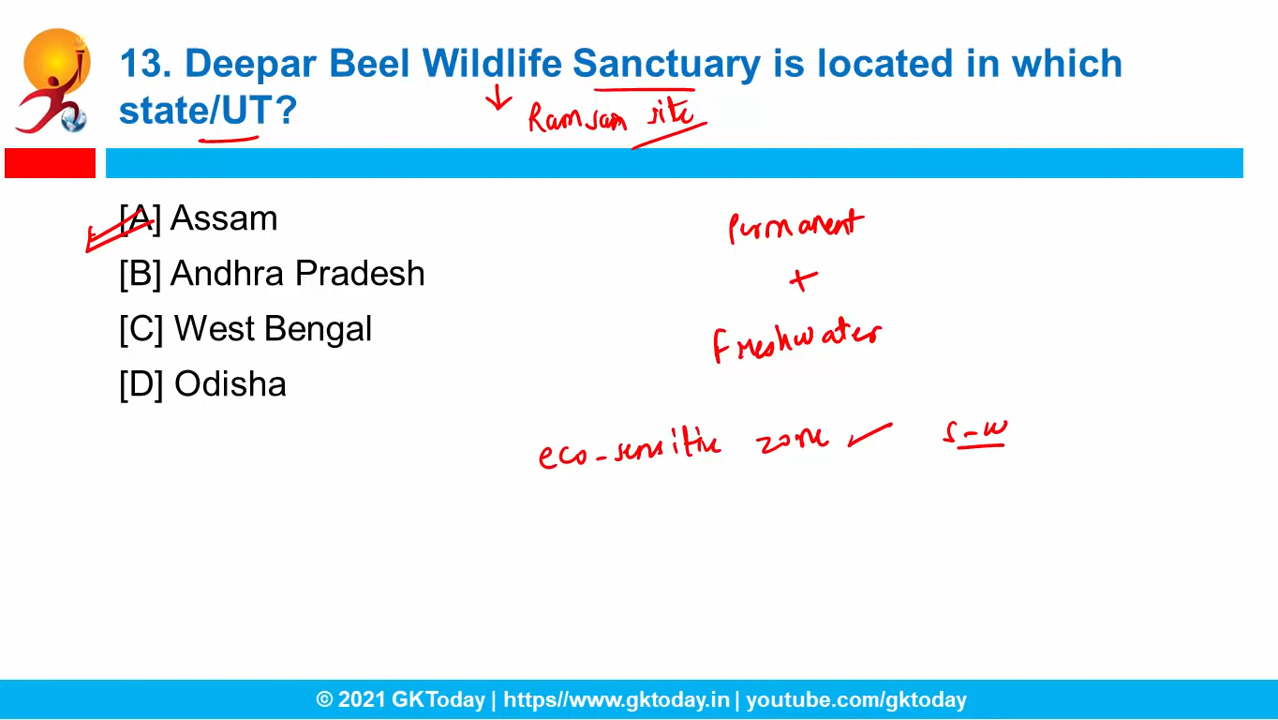 13. Deepar Beel Wildlife Sanctuary is located in which
state/UT?
Ramsar site
[A] Assam
Permanent
[B] Andhra Pradesh
+
[C] West Bengal
Freshwater
[D] Odisha
eco-sensitive zone ✓ S-W
© 2021 GKToday | https//www.gktoday.in | youtube.com/gktoday